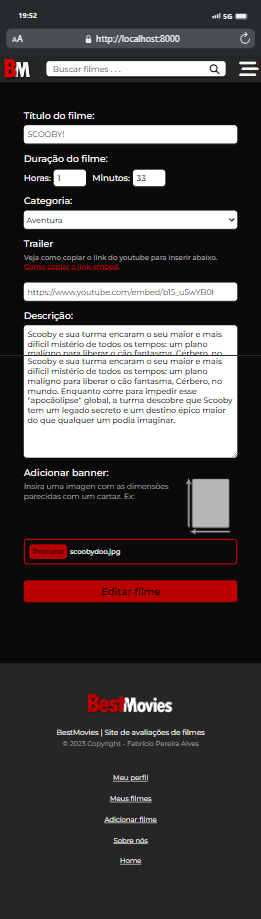 19:52
5G
AA
http://localhost:8000
BM
Buscar filmes . . .
Título do filme:
SCOOBY!
Duração do filme:
Horas: 1 Minutos: 33
Categoria:
Aventura
Trailer
Veja como copiar o link do youtube para inserir abaixo.
Como copiar o link embed.
https://www.youtube.com/embed/b15_u5wYB0I
Descrição:
Scooby e sua turma encaram o seu maior e mais
difícil mistério de todos os tempos: um plano
maligno para liberar o cão fantasma, Cérbero, no
Scooby e sua turma encaram o seu maior e mais
difícil mistério de todos os tempos: um plano
maligno para liberar o cão fantasma, Cérbero, no
mundo. Enquanto corre para impedir esse
"apocãolipse" global, a turma descobre que Scooby
tem um legado secreto e um destino épico maior
do que qualquer um podia imaginar.
Adicionar banner:
Insira uma imagem com as dimensões
parecidas com um cartaz. Ex:
Procurar scoobydoo.jpg
Editar filme
BestMovies
BestMovies | Site de avaliações de filmes
© 2023 Copyright - Fabrício Pereira Alves
Meu perfil
Meus filmes
Adicionar filme
Sobre nós
Home